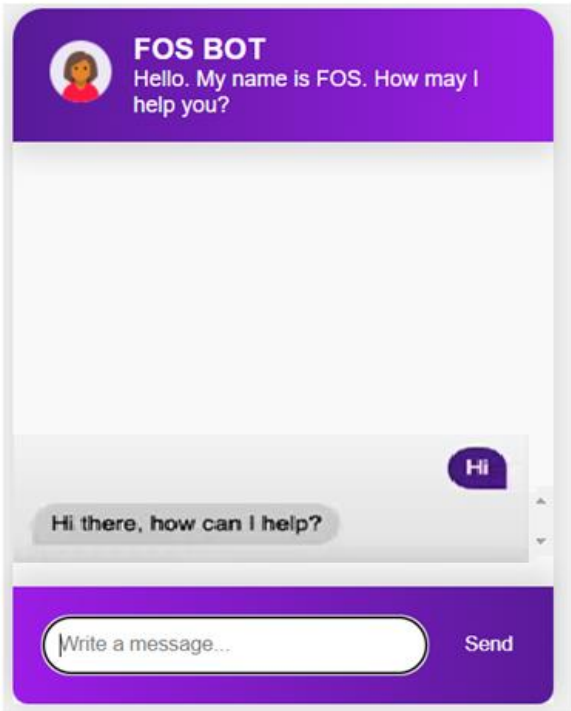 FOS BOT
Hello. My name is FOS. How may I
help you?
Hi
Hi there, how can I help?
Write a message...
Send